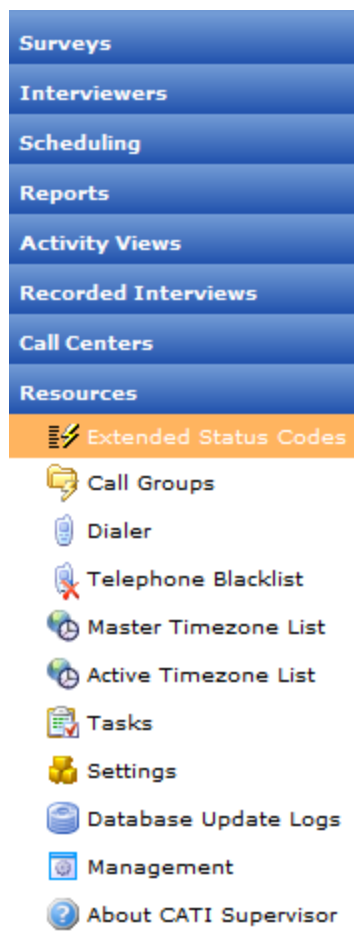 Surveys
Interviewers
Scheduling
Reports
Activity Views
Recorded Interviews
Call Centers
Resources
Extended Status Codes
Call Groups
Dialer
Telephone Blacklist
Master Timezone List
Active Timezone List
Tasks
Settings
Database Update Logs
Management
About CATI Supervisor